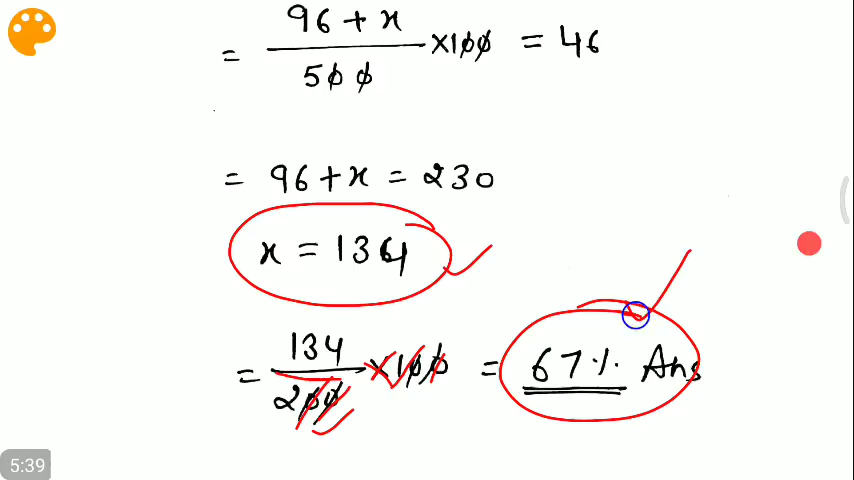 = 96 + x / 500 × 100 = 46
= 96 + x = 230
x = 134
= 134 / 200 × 100 = 67% Ans
5:39